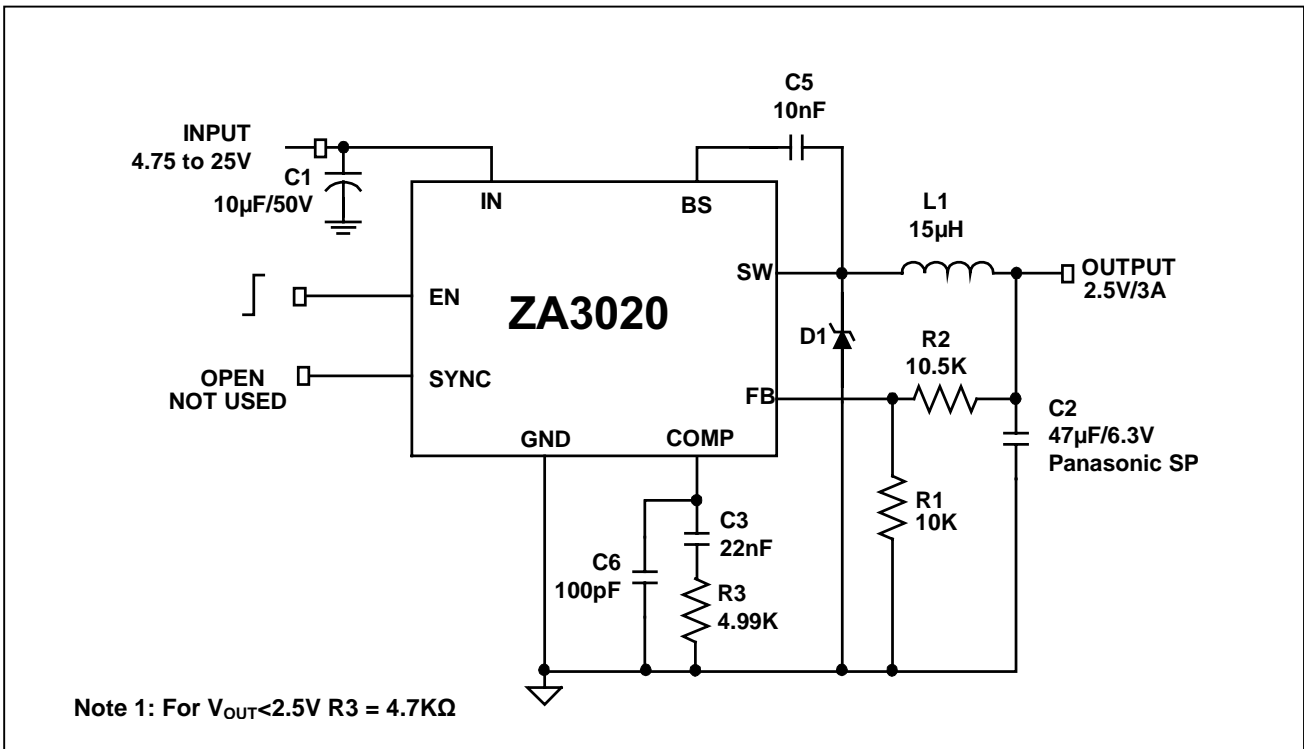 C5
10nF
INPUT
4.75 to 25V
C1
10µF/50V
IN
BS
L1
15µH
SW
OUTPUT
2.5V/3A
EN
ZA3020
D1
R2
10.5K
OPEN
NOT USED
SYNC
FB
C2
47µF/6.3V
Panasonic SP
GND
COMP
R1
10K
C3
22nF
C6
100pF
R3
4.99K
Note 1: For VOUT<2.5V R3 = 4.7KΩ